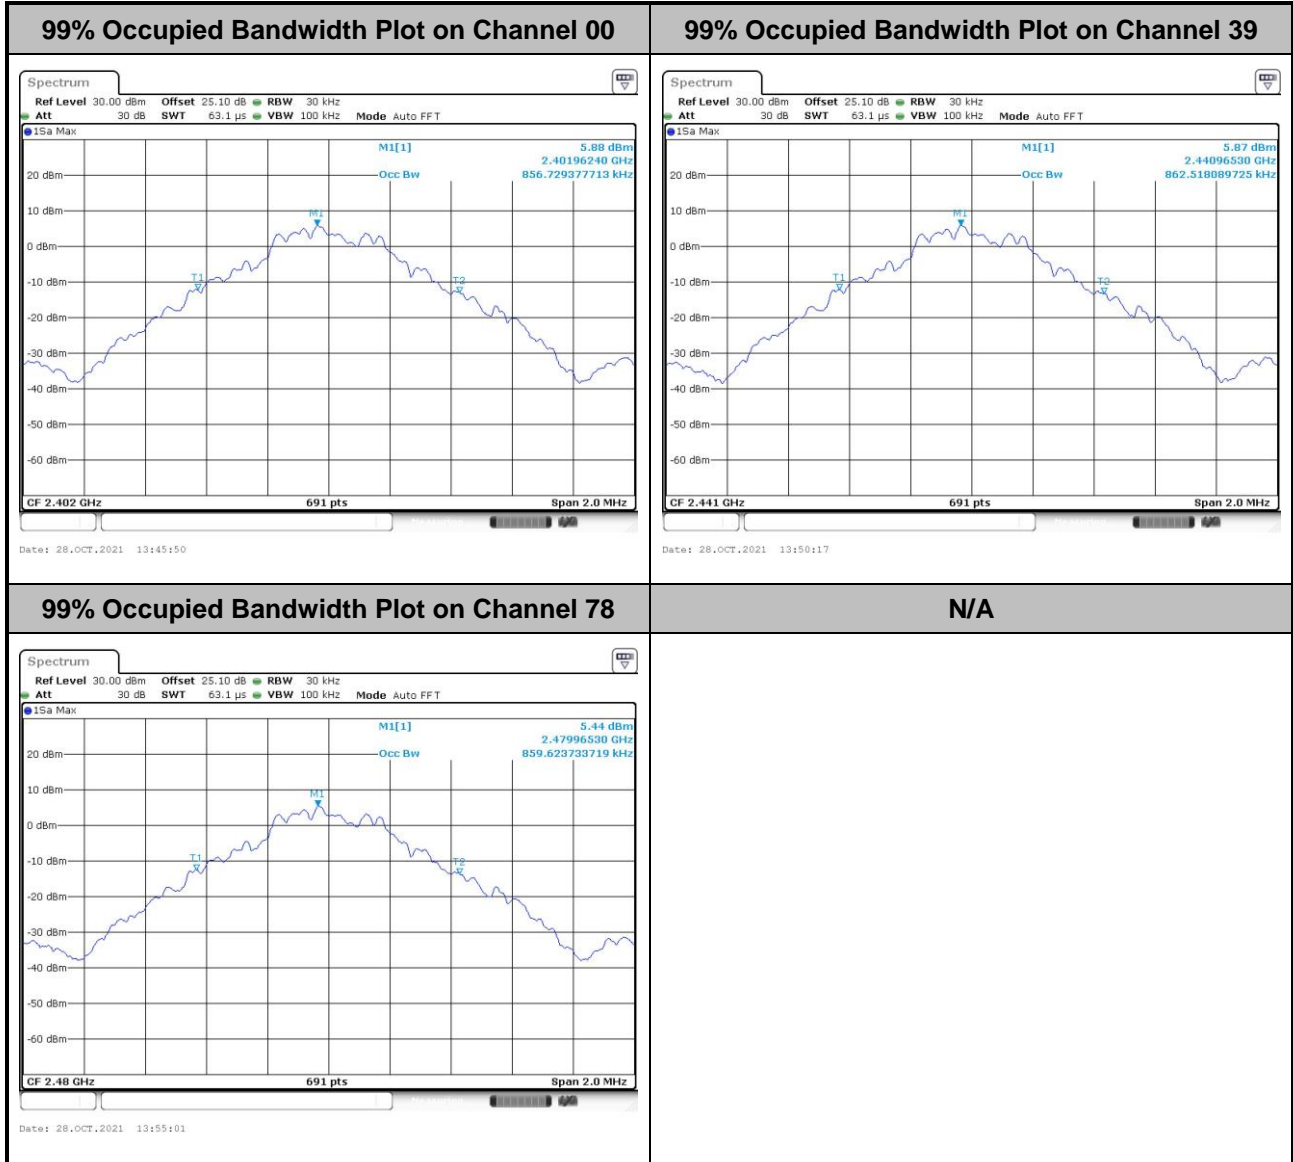 99% Occupied Bandwidth Plot on Channel 00
Spectrum
Ref Level 30.00 dBm Offset 25.10 dB RBW 30 kHz
Att 30 dB SWT 63.1 µs VBW 100 kHz Mode Auto FFT
1Sa Max
M1[1] 5.88 dBm
2.40196240 GHz
Occ Bw 856.729377713 kHz
20 dBm
10 dBm
M1
0 dBm
T1
-10 dBm
T2
-20 dBm
-30 dBm
-40 dBm
-50 dBm
-60 dBm
CF 2.402 GHz 691 pts Span 2.0 MHz
Date: 28.OCT.2021 13:45:50
99% Occupied Bandwidth Plot on Channel 39
Spectrum
Ref Level 30.00 dBm Offset 25.10 dB RBW 30 kHz
Att 30 dB SWT 63.1 µs VBW 100 kHz Mode Auto FFT
1Sa Max
M1[1] 5.87 dBm
2.44096530 GHz
Occ Bw 862.518089725 kHz
20 dBm
10 dBm
M1
0 dBm
T1
-10 dBm
T2
-20 dBm
-30 dBm
-40 dBm
-50 dBm
-60 dBm
CF 2.441 GHz 691 pts Span 2.0 MHz
Date: 28.OCT.2021 13:50:17
99% Occupied Bandwidth Plot on Channel 78
Spectrum
Ref Level 30.00 dBm Offset 25.10 dB RBW 30 kHz
Att 30 dB SWT 63.1 µs VBW 100 kHz Mode Auto FFT
1Sa Max
M1[1] 5.44 dBm
2.47996530 GHz
Occ Bw 859.623733719 kHz
20 dBm
10 dBm
M1
0 dBm
T1
-10 dBm
T2
-20 dBm
-30 dBm
-40 dBm
-50 dBm
-60 dBm
CF 2.48 GHz 691 pts Span 2.0 MHz
Date: 28.OCT.2021 13:55:01
N/A